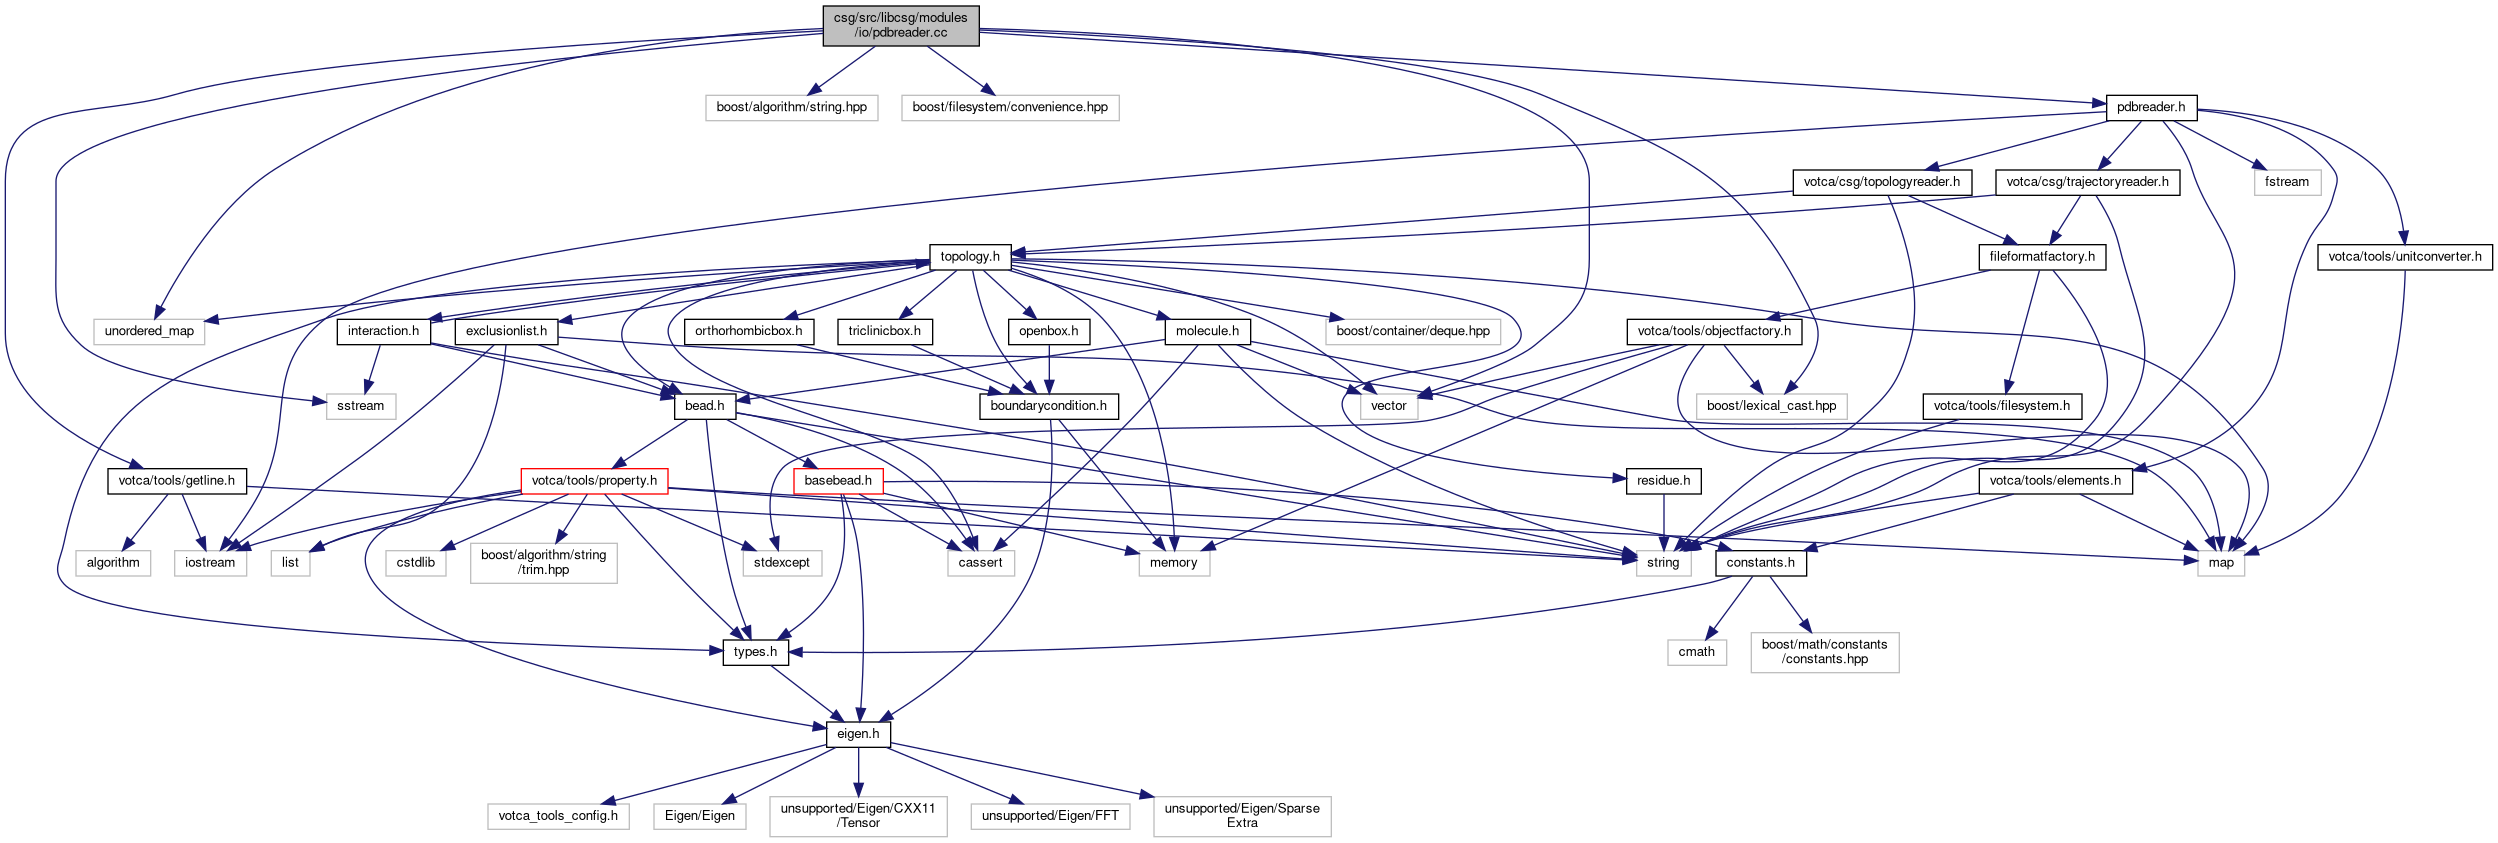 csg/src/libcsg/modules
/io/pdbreader.cc
boost/algorithm/string.hpp
boost/filesystem/convenience.hpp
pdbreader.h
votca/csg/topologyreader.h
votca/csg/trajectoryreader.h
fstream
topology.h
fileformatfactory.h
votca/tools/unitconverter.h
unordered_map
interaction.h
exclusionlist.h
orthorhombicbox.h
triclinicbox.h
openbox.h
molecule.h
boost/container/deque.hpp
votca/tools/objectfactory.h
sstream
bead.h
boundarycondition.h
vector
boost/lexical_cast.hpp
votca/tools/filesystem.h
votca/tools/getline.h
votca/tools/property.h
basebead.h
residue.h
votca/tools/elements.h
algorithm
iostream
list
cstdlib
boost/algorithm/string
/trim.hpp
stdexcept
cassert
memory
string
constants.h
map
types.h
cmath
boost/math/constants
/constants.hpp
eigen.h
votca_tools_config.h
Eigen/Eigen
unsupported/Eigen/CXX11
/Tensor
unsupported/Eigen/FFT
unsupported/Eigen/Sparse
Extra